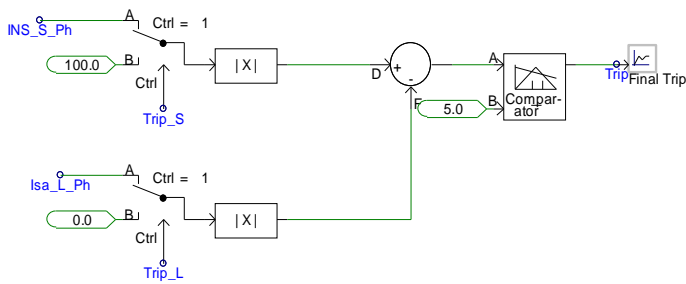 A
Ctrl = 1
INS_S_Ph
100.0
B
Ctrl
|X|
Trip_S
D
+
-
F
A
B
5.0
Compar-
ator
Trip
Final Trip
A
Ctrl = 1
Isa_L_Ph
0.0
B
Ctrl
|X|
Trip_L